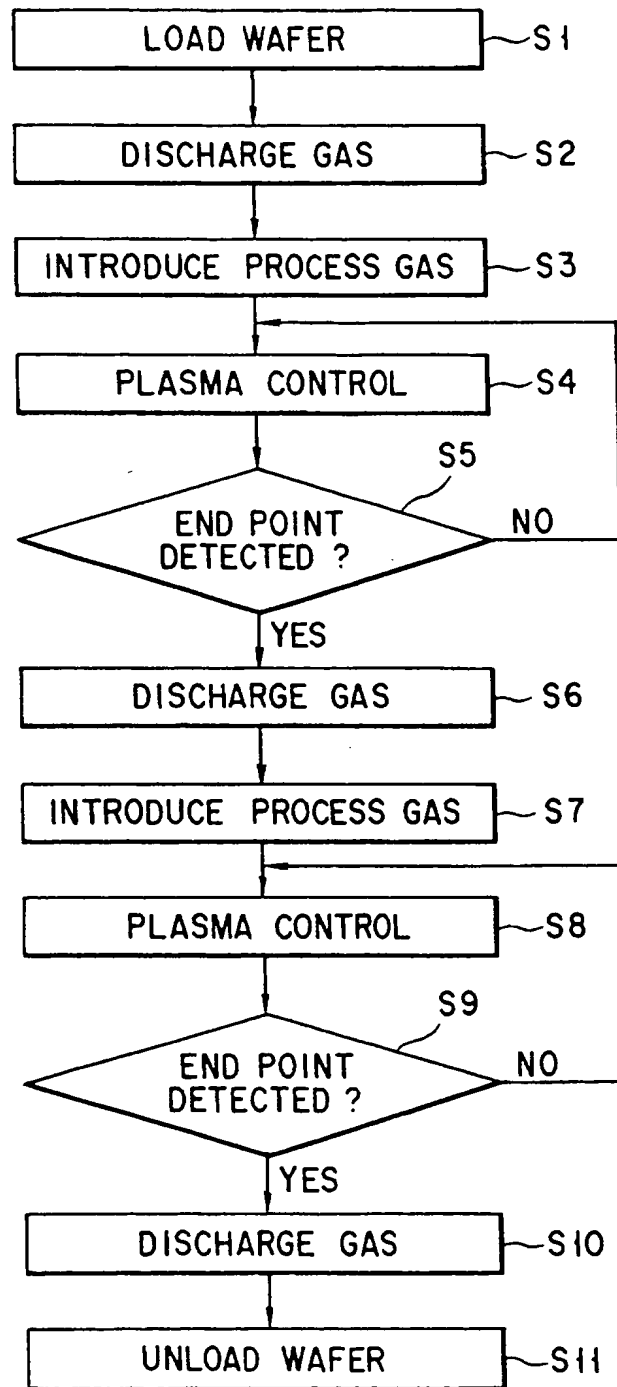 LOAD WAFER S1
DISCHARGE GAS S2
INTRODUCE PROCESS GAS S3
PLASMA CONTROL S4
S5
END POINT
DETECTED ?
NO
YES
DISCHARGE GAS S6
INTRODUCE PROCESS GAS S7
PLASMA CONTROL S8
S9
END POINT
DETECTED ?
NO
YES
DISCHARGE GAS S10
UNLOAD WAFER S11